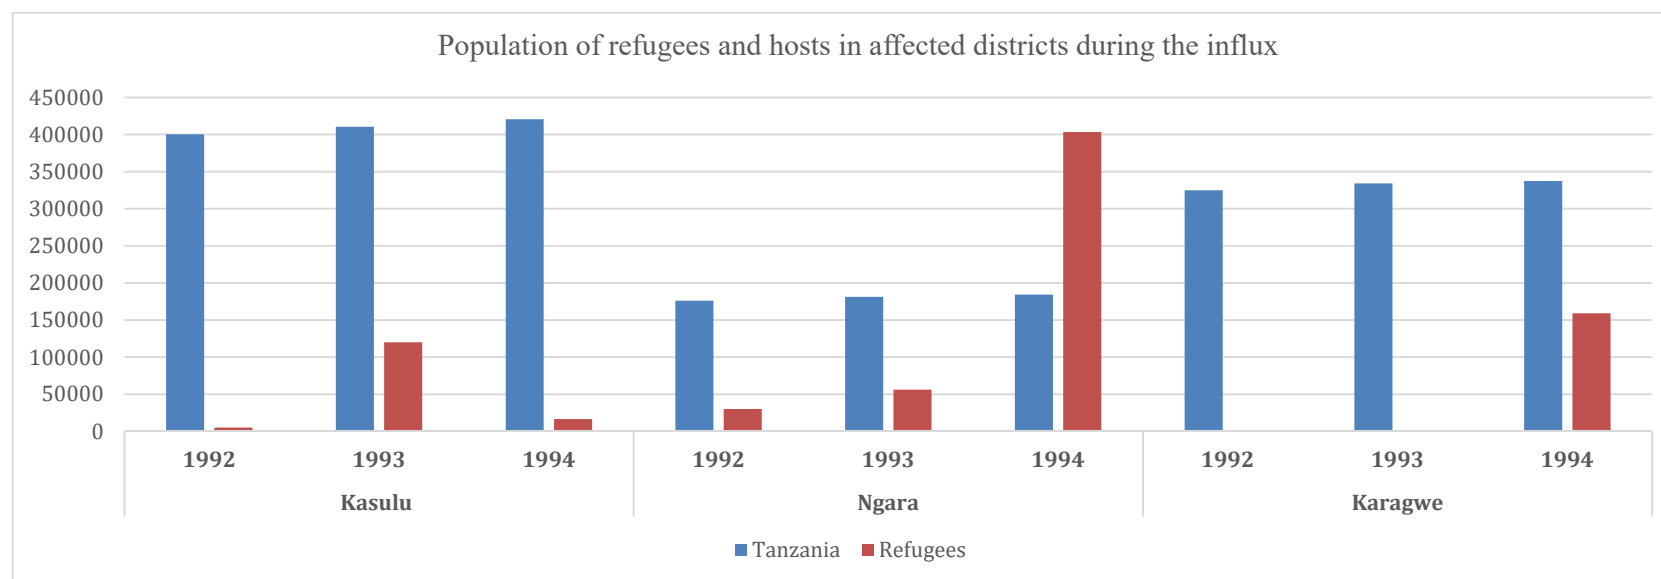 Population of refugees and hosts in affected districts during the influx
450000
400000
350000
300000
250000
200000
150000
100000
50000
0
1992 1993 1994 1992 1993 1994 1992 1993 1994
Kasulu Ngara Karagwe
Tanzania Refugees